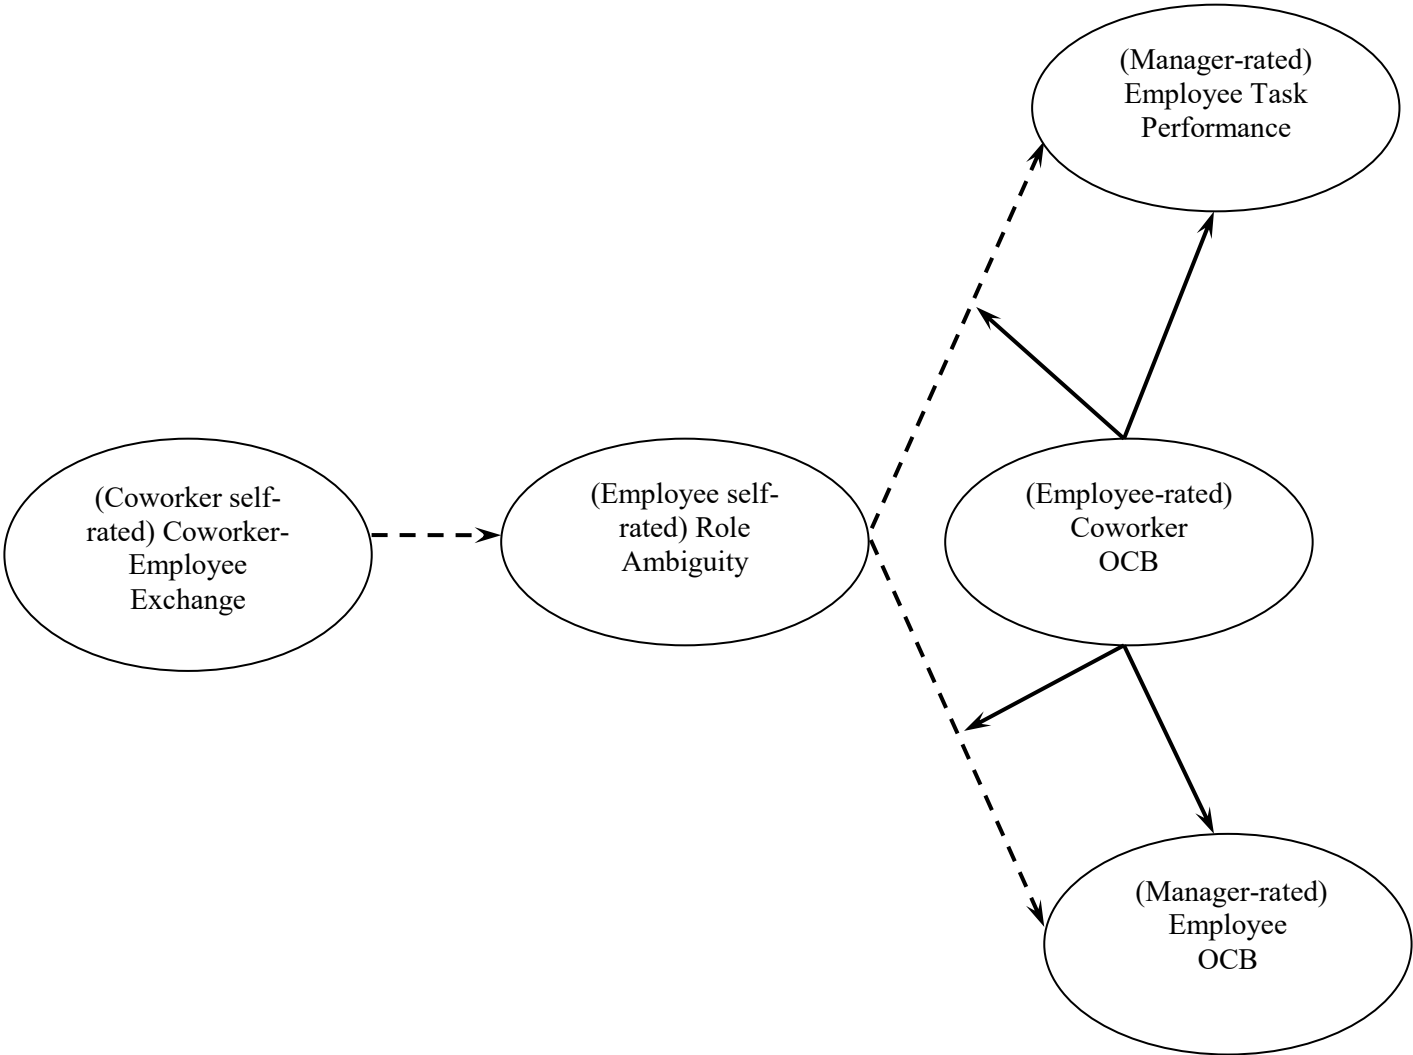 (Manager-rated)
Employee Task
Performance
(Coworker self-
rated) Coworker-
Employee
Exchange
(Employee self-
rated) Role
Ambiguity
(Employee-rated)
Coworker
OCB
(Manager-rated)
Employee
OCB